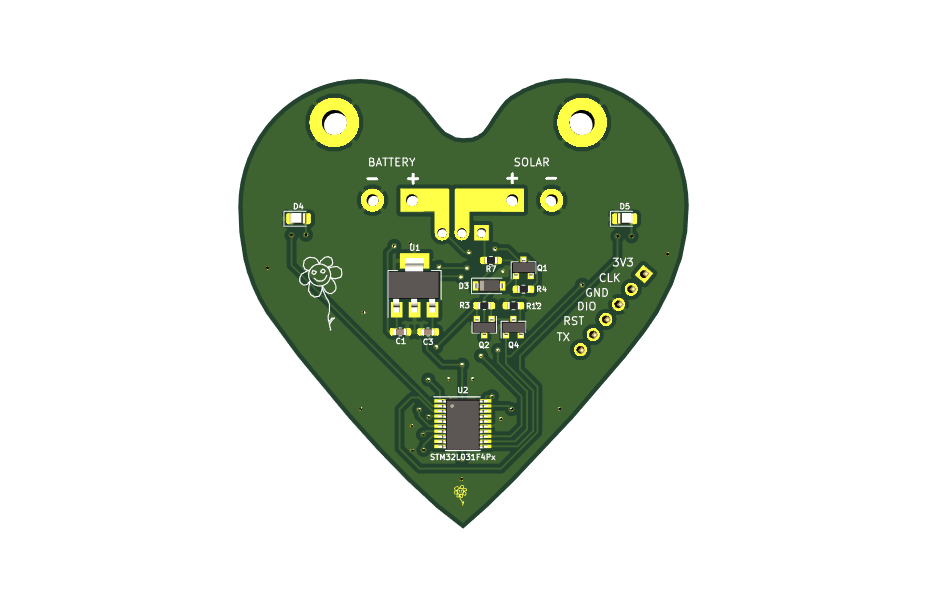 BATTERY SOLAR
− + + −
D4 D5
U1
3V3
R7 Q1
CLK
D3 R4
GND
R3 R12
DIO
RST
TX
C1 C3 Q2 Q4
U2
STM32L031F4Px